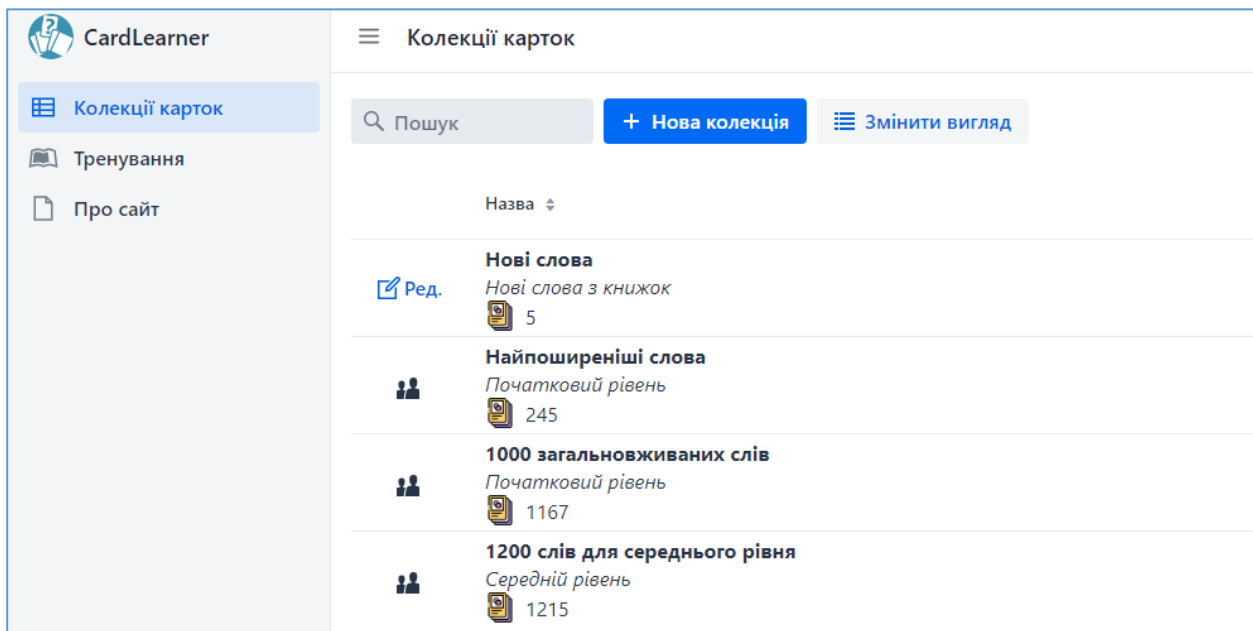 CardLearner
Колекції карток
Тренування
Про сайт
Колекції карток
Пошук
+ Нова колекція
Змінити вигляд
Назва
Ред.
Нові слова
Нові слова з книжок
5
Найпоширеніші слова
Початковий рівень
245
1000 загальновживаних слів
Початковий рівень
1167
1200 слів для середнього рівня
Середній рівень
1215